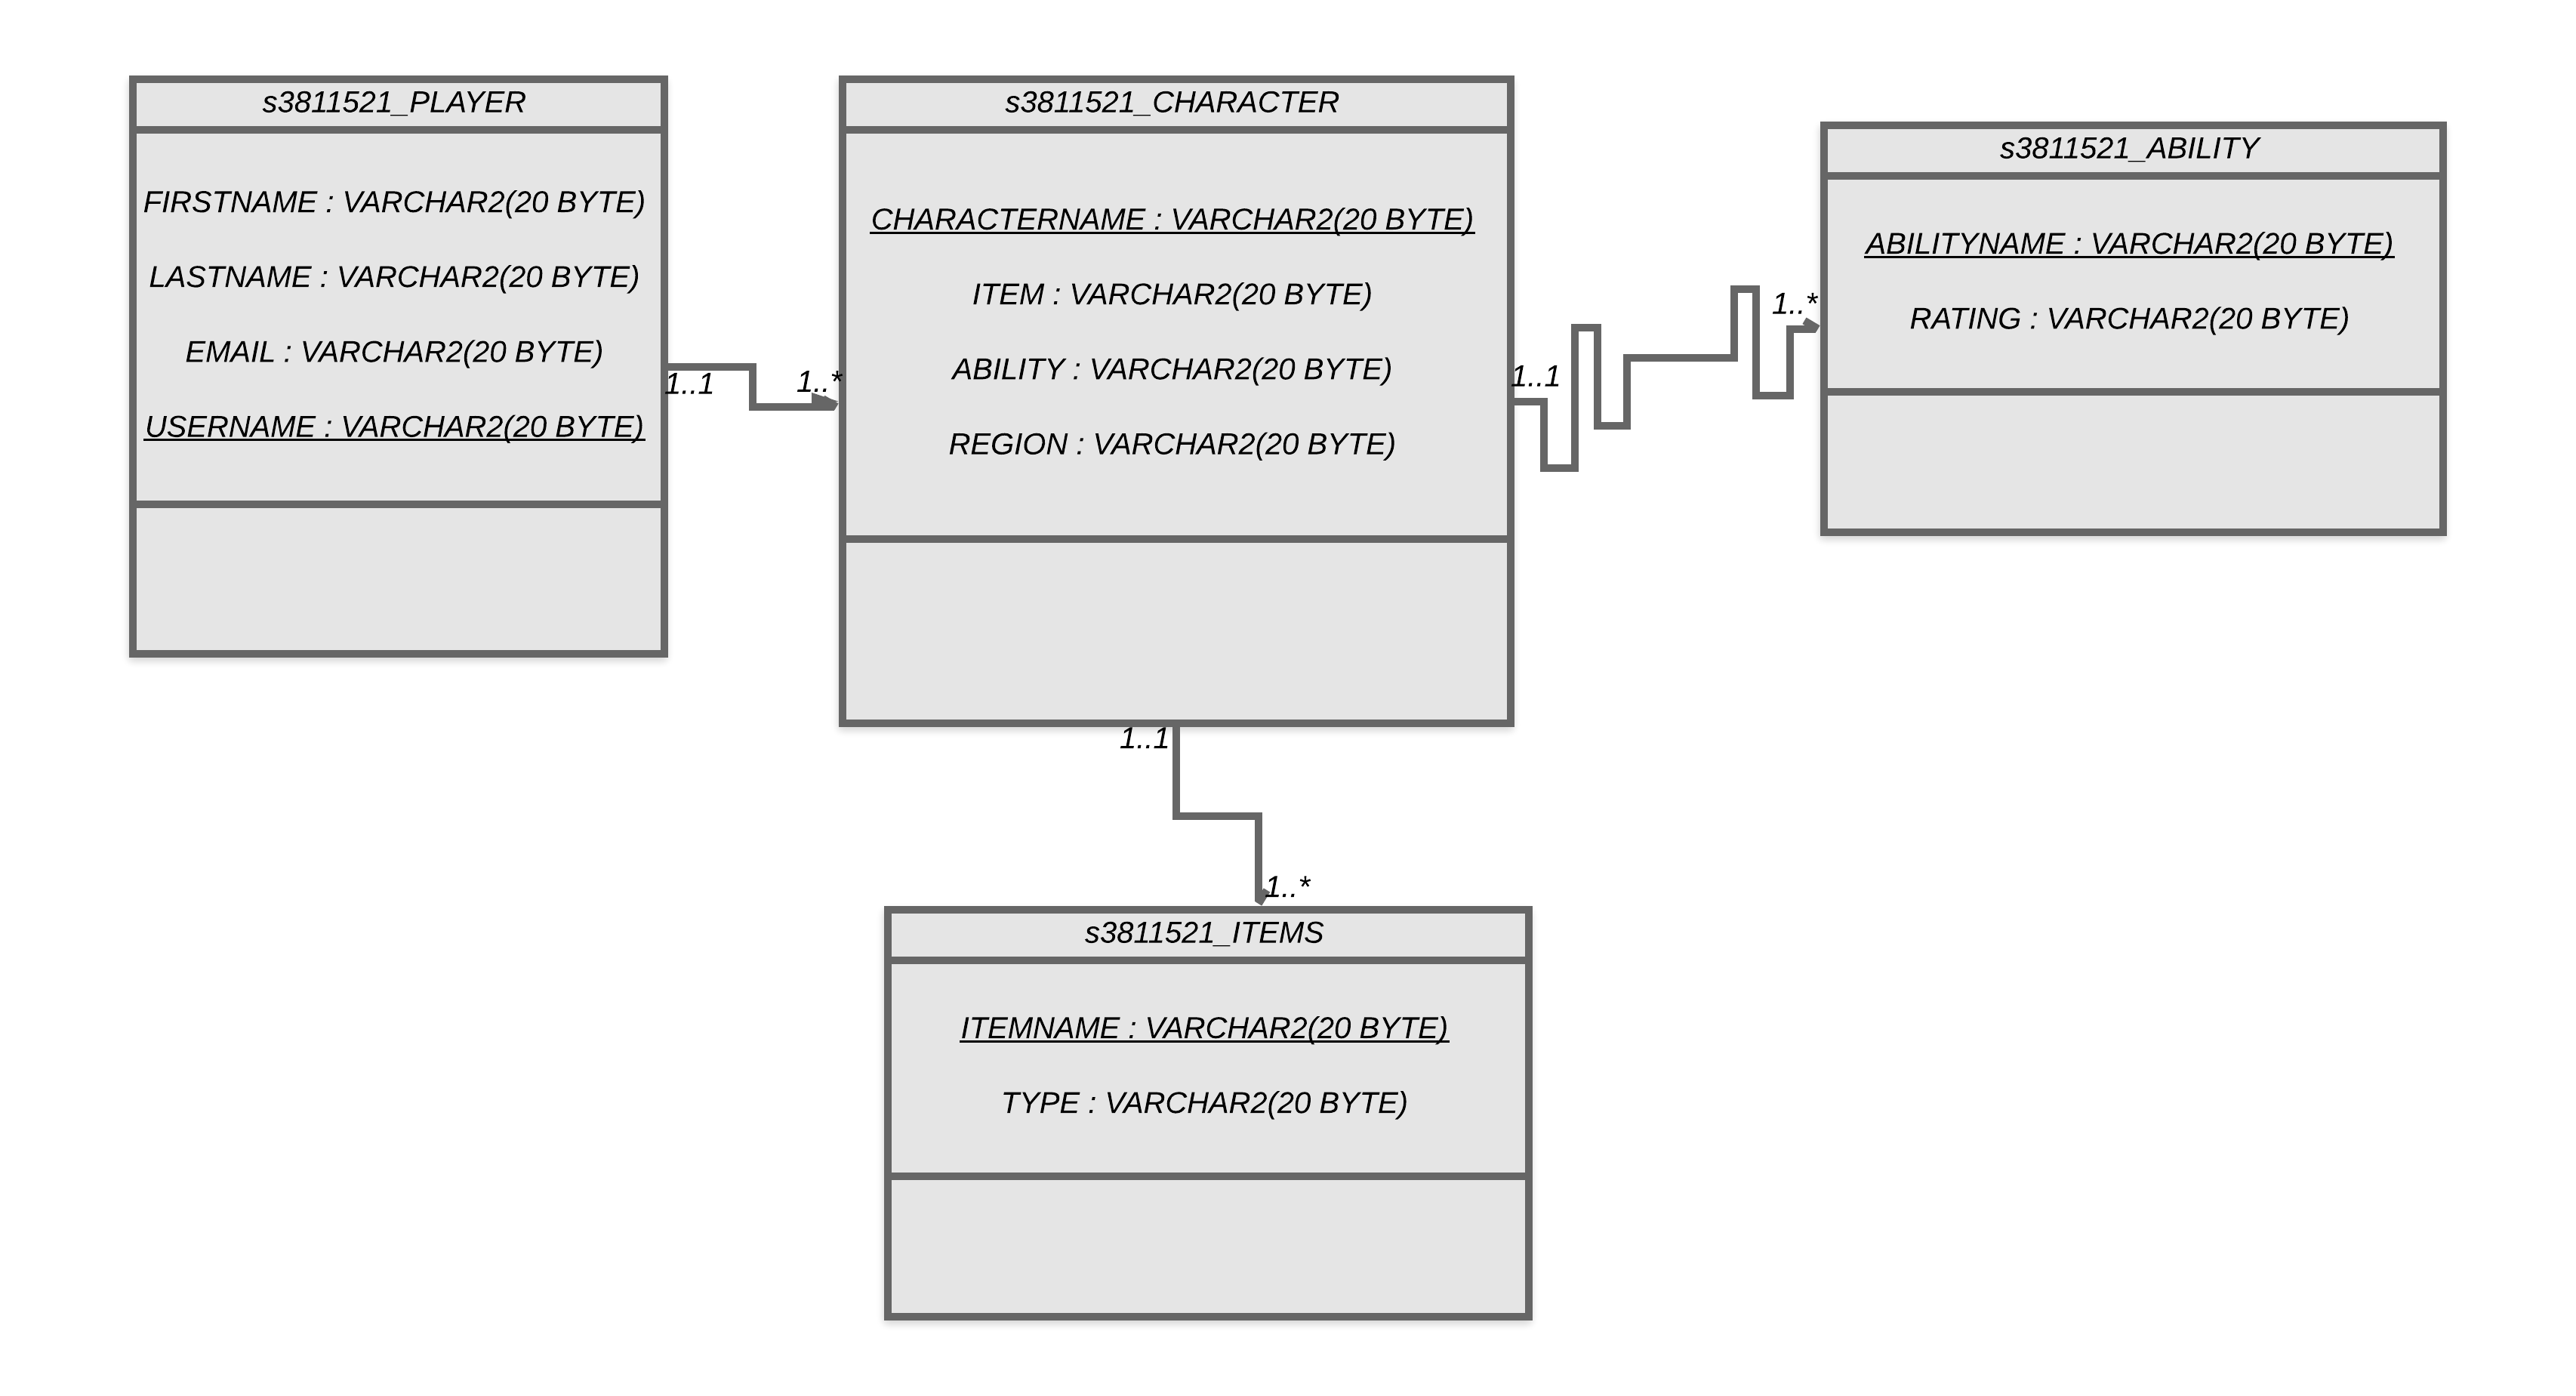 s3811521_PLAYER
FIRSTNAME : VARCHAR2(20 BYTE)
LASTNAME : VARCHAR2(20 BYTE)
EMAIL : VARCHAR2(20 BYTE)
USERNAME : VARCHAR2(20 BYTE)
1..1
1..*
s3811521_CHARACTER
CHARACTERNAME : VARCHAR2(20 BYTE)
ITEM : VARCHAR2(20 BYTE)
ABILITY : VARCHAR2(20 BYTE)
REGION : VARCHAR2(20 BYTE)
1..1
1..*
s3811521_ABILITY
ABILITYNAME : VARCHAR2(20 BYTE)
RATING : VARCHAR2(20 BYTE)
1..1
1..*
s3811521_ITEMS
ITEMNAME : VARCHAR2(20 BYTE)
TYPE : VARCHAR2(20 BYTE)